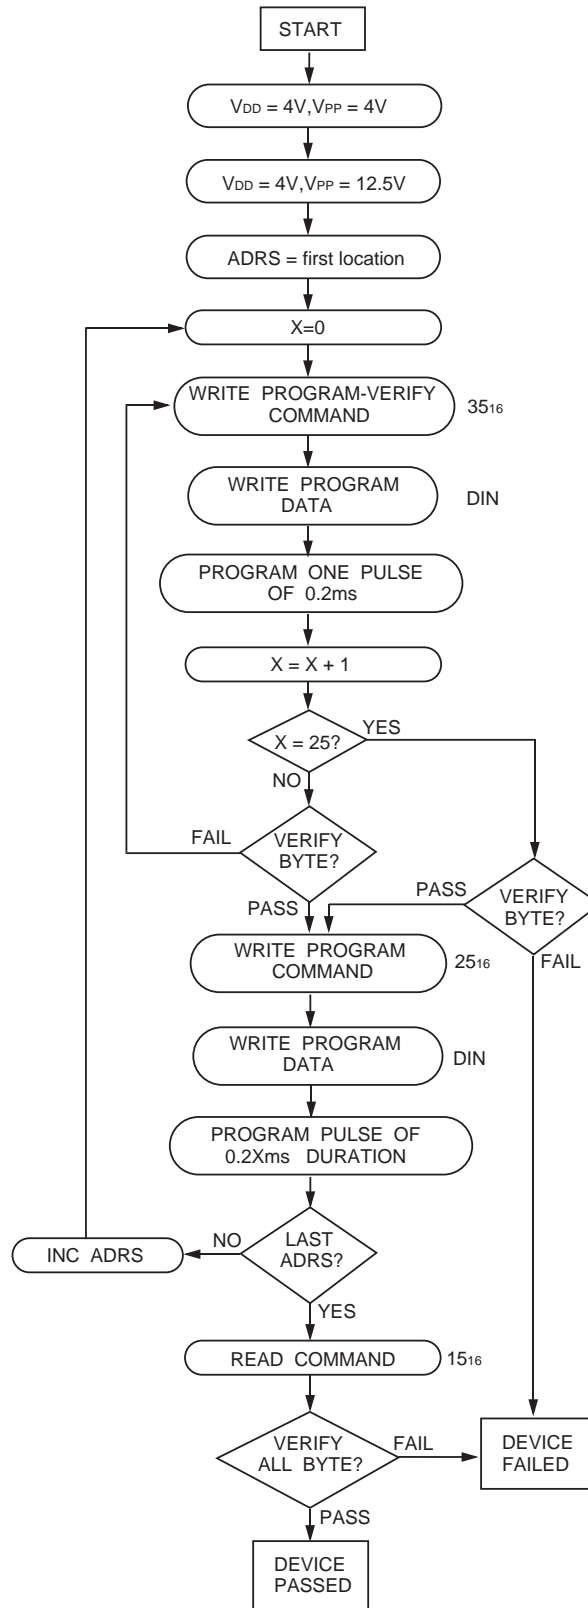 START
VDD = 4V,VPP = 4V
VDD = 4V,VPP = 12.5V
ADRS = first location
X=0
WRITE PROGRAM-VERIFY
COMMAND
3516
WRITE PROGRAM
DATA
DIN
PROGRAM ONE PULSE
OF 0.2ms
X = X + 1
X = 25?
YES
NO
FAIL
VERIFY
BYTE?
PASS
PASS
VERIFY
BYTE?
FAIL
WRITE PROGRAM
COMMAND
2516
WRITE PROGRAM
DATA
DIN
PROGRAM PULSE OF
0.2Xms DURATION
INC ADRS
NO
LAST
ADRS?
YES
READ COMMAND
1516
VERIFY
ALL BYTE?
FAIL
DEVICE
FAILED
PASS
DEVICE
PASSED